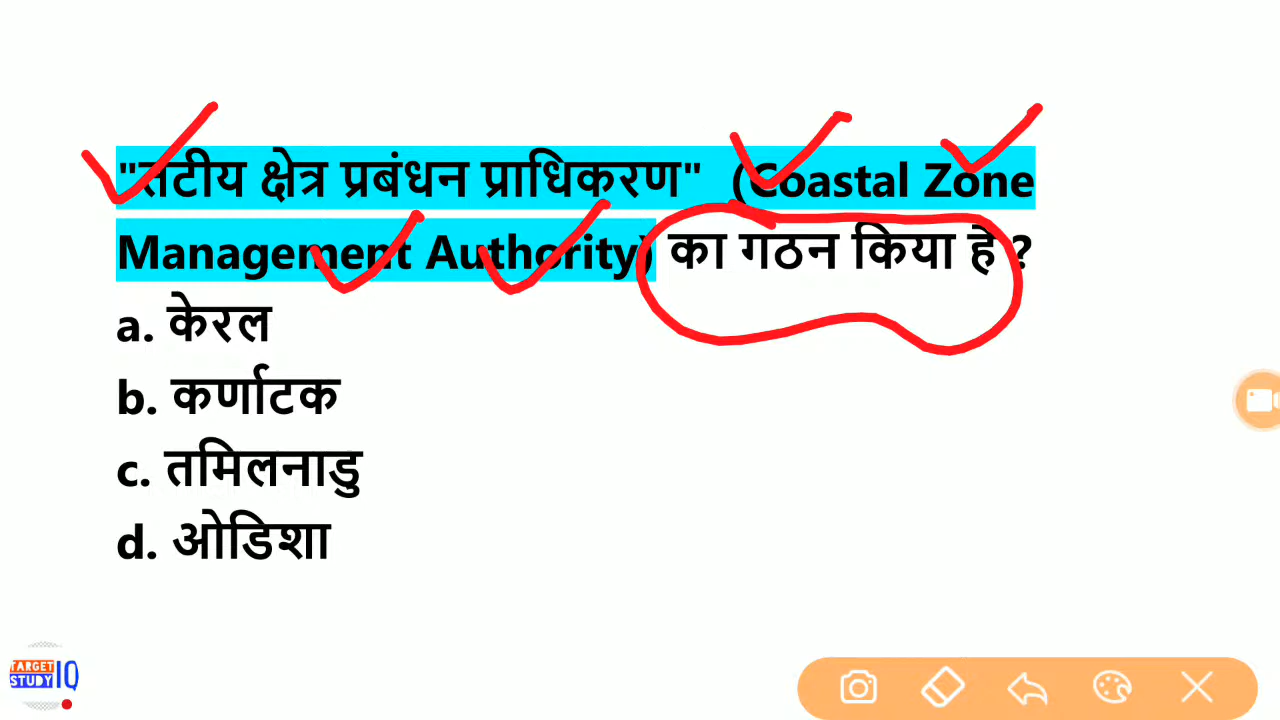 "तटीय क्षेत्र प्रबंधन प्राधिकरण" (Coastal Zone
Management Authority) का गठन किया है ?
a. केरल
b. कर्णाटक
c. तमिलनाडु
d. ओडिशा
TARGET
STUDY IQ